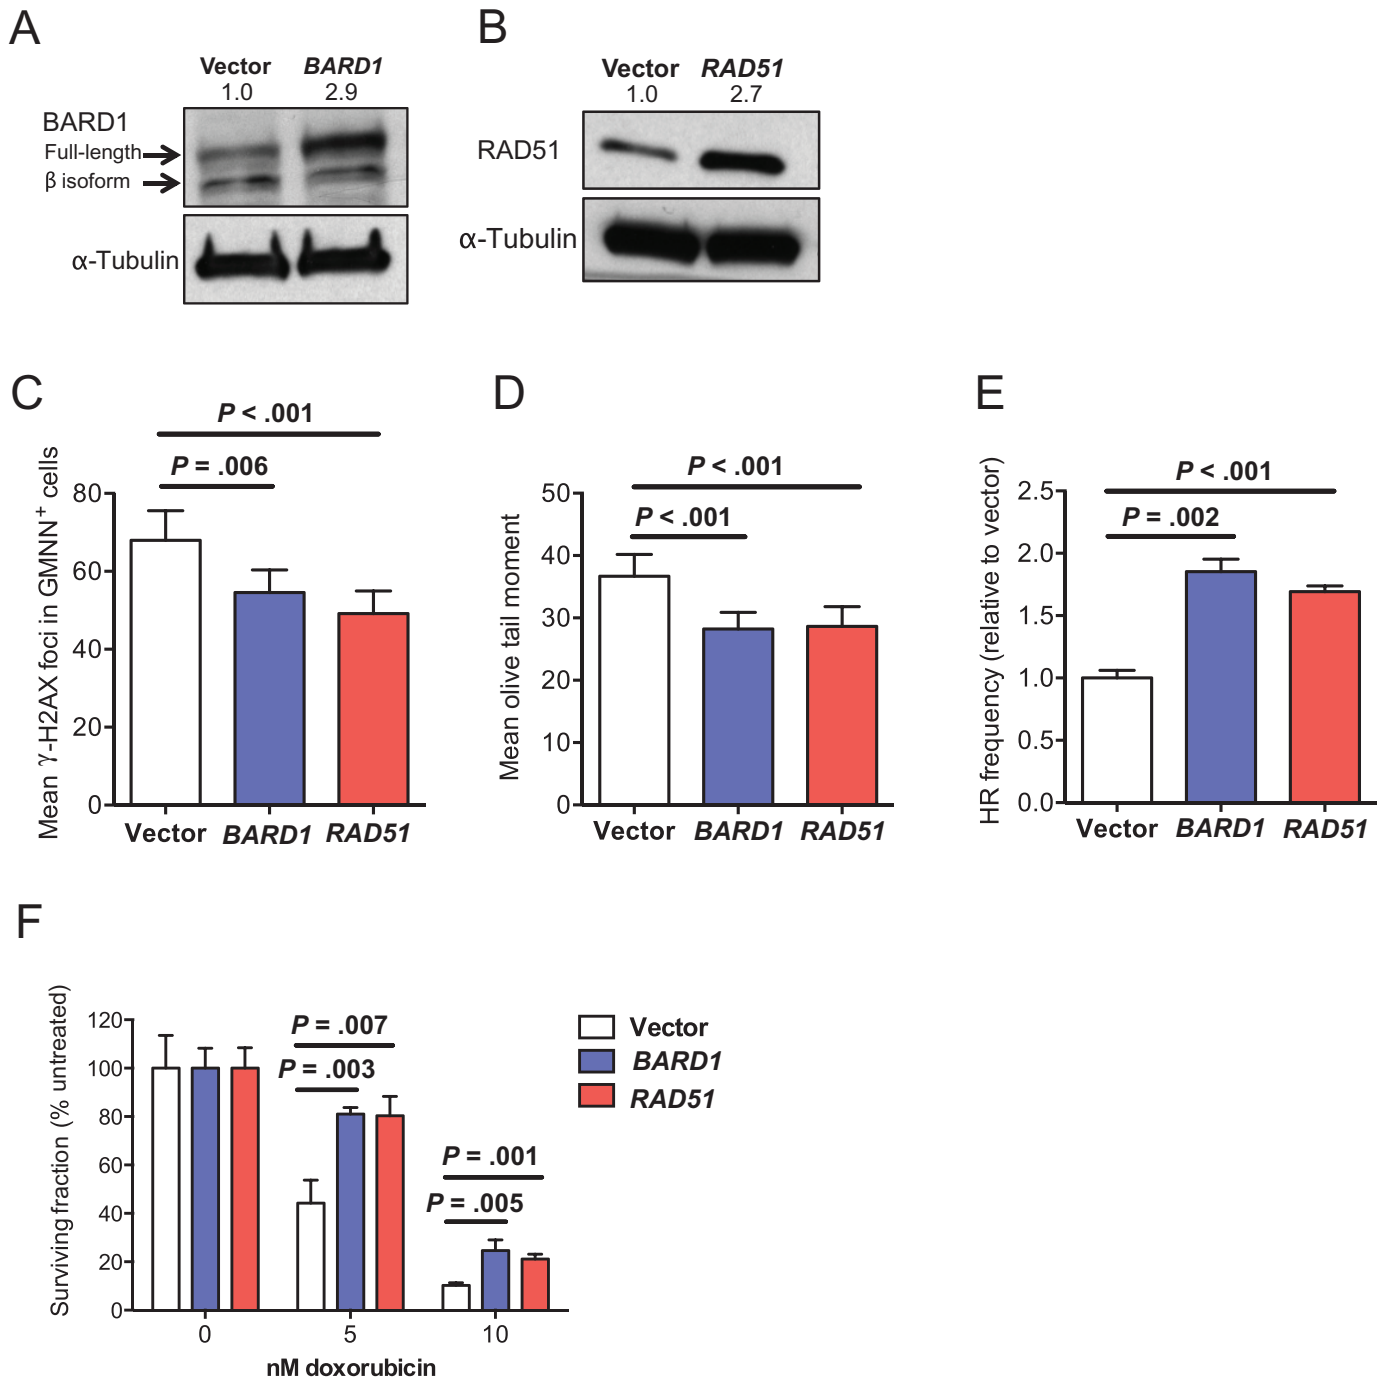 A
Vector BARD1
1.0 2.9
BARD1
Full-length
β isoform
α-Tubulin
B
Vector RAD51
1.0 2.7
RAD51
α-Tubulin
C
P < .001
P = .006
Mean γ-H2AX foci in GMNN+ cells
80
60
40
20
0
Vector BARD1 RAD51
D
P < .001
P < .001
Mean olive tail moment
50
40
30
20
10
0
Vector BARD1 RAD51
E
P < .001
P = .002
HR frequency (relative to vector)
2.5
2.0
1.5
1.0
0.5
0.0
Vector BARD1 RAD51
F
Surviving fraction (% untreated)
120
100
80
60
40
20
0
P = .007
P = .003
P = .001
P = .005
0 5 10
nM doxorubicin
Vector
BARD1
RAD51